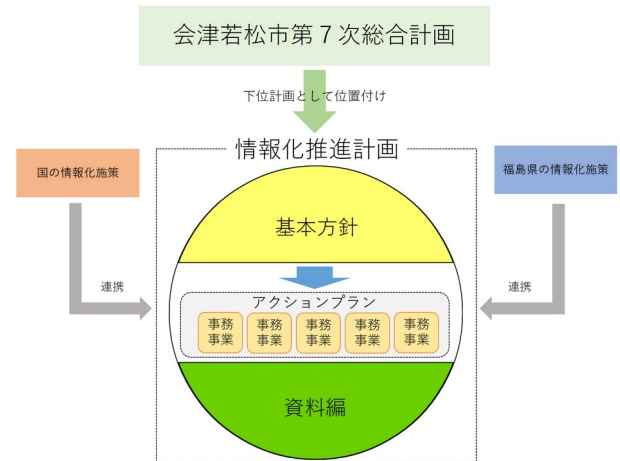 会津若松市第７次総合計画
下位計画として位置付け
情報化推進計画
国の情報化施策
福島県の情報化施策
基本方針
連携
連携
アクションプラン
事務
事業
事務
事業
事務
事業
事務
事業
事務
事業
資料編